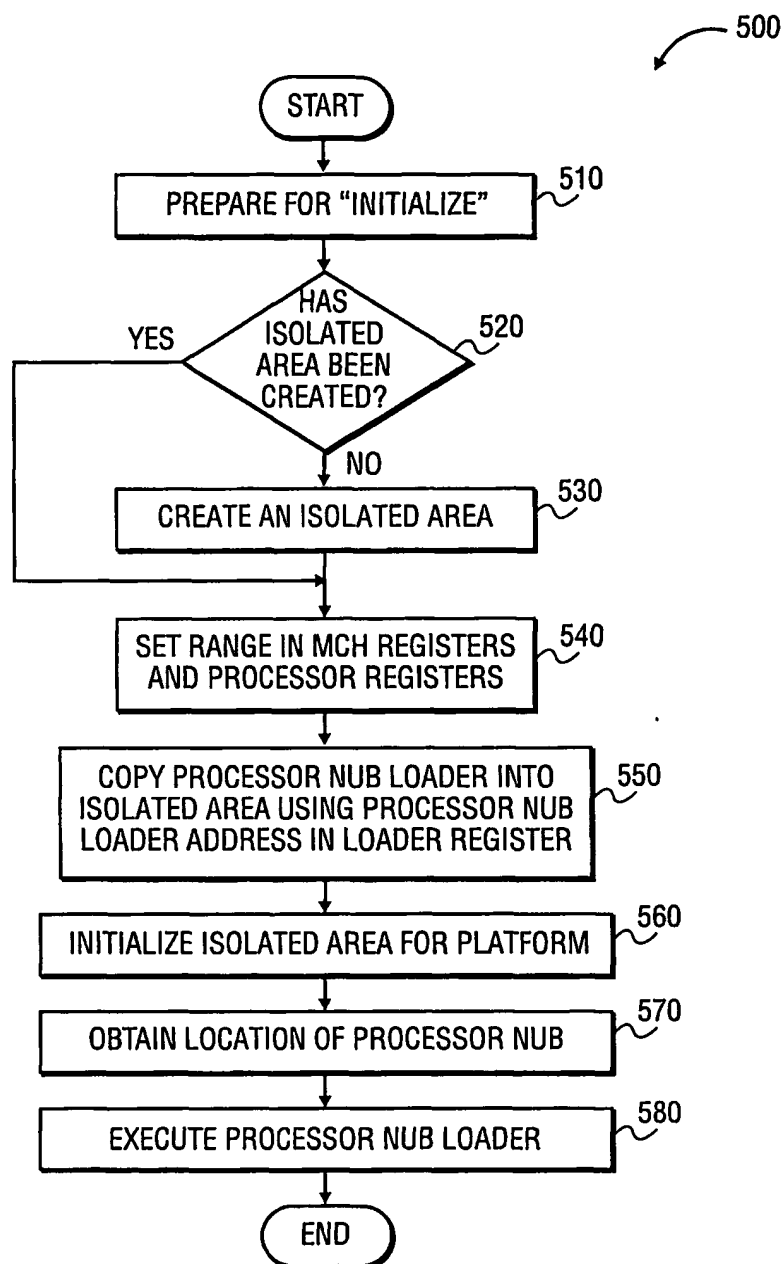 500
START
510
PREPARE FOR “INITIALIZE”
HAS
ISOLATED
AREA BEEN
CREATED?
520
YES
NO
530
CREATE AN ISOLATED AREA
540
SET RANGE IN MCH REGISTERS
AND PROCESSOR REGISTERS
550
COPY PROCESSOR NUB LOADER INTO
ISOLATED AREA USING PROCESSOR NUB
LOADER ADDRESS IN LOADER REGISTER
560
INITIALIZE ISOLATED AREA FOR PLATFORM
570
OBTAIN LOCATION OF PROCESSOR NUB
580
EXECUTE PROCESSOR NUB LOADER
END